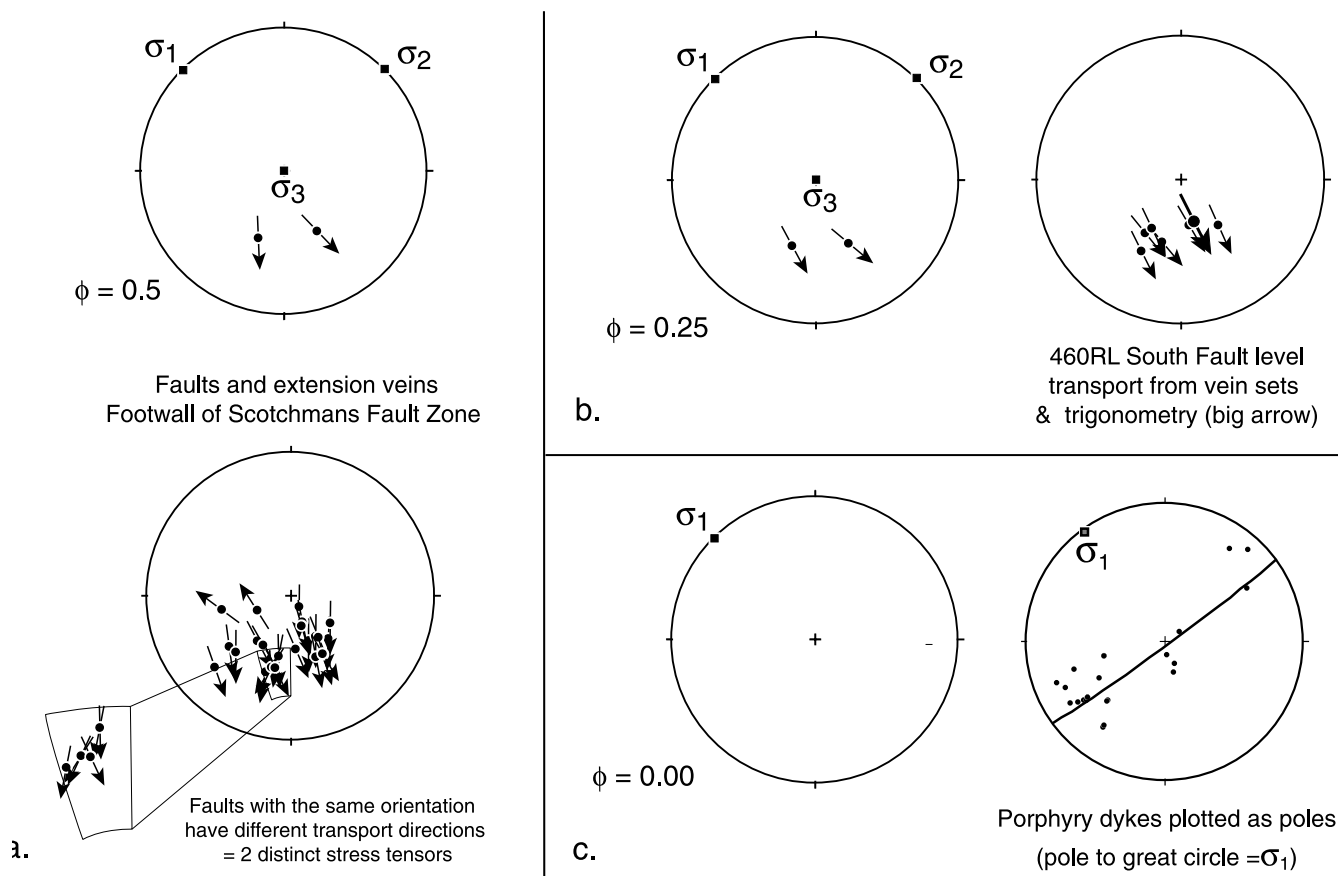 σ1
σ2
σ3
ϕ = 0.5
Faults and extension veins
Footwall of Scotchmans Fault Zone
Faults with the same orientation
have different transport directions
= 2 distinct stress tensors
a.
σ1
σ2
σ3
ϕ = 0.25
460RL South Fault level
transport from vein sets
& trigonometry (big arrow)
b.
σ1
ϕ = 0.00
σ1
Porphyry dykes plotted as poles
(pole to great circle =σ1)
c.